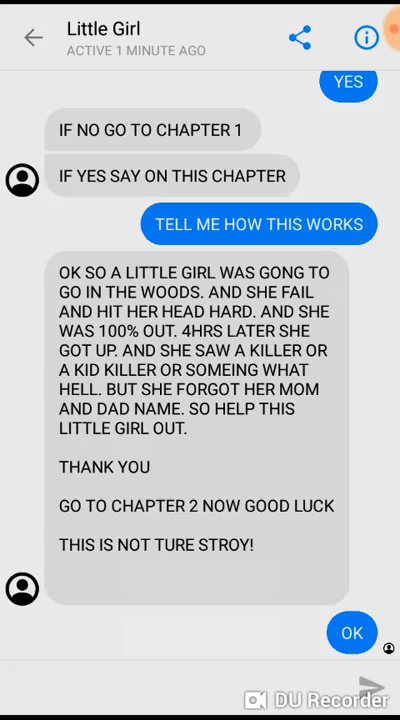 Little Girl
ACTIVE 1 MINUTE AGO
YES
IF NO GO TO CHAPTER 1
IF YES SAY ON THIS CHAPTER
TELL ME HOW THIS WORKS
OK SO A LITTLE GIRL WAS GONG TO
GO IN THE WOODS. AND SHE FAIL
AND HIT HER HEAD HARD. AND SHE
WAS 100% OUT. 4HRS LATER SHE
GOT UP. AND SHE SAW A KILLER OR
A KID KILLER OR SOMEING WHAT
HELL. BUT SHE FORGOT HER MOM
AND DAD NAME. SO HELP THIS
LITTLE GIRL OUT.
THANK YOU
GO TO CHAPTER 2 NOW GOOD LUCK
THIS IS NOT TURE STROY!
OK
DU Recorder